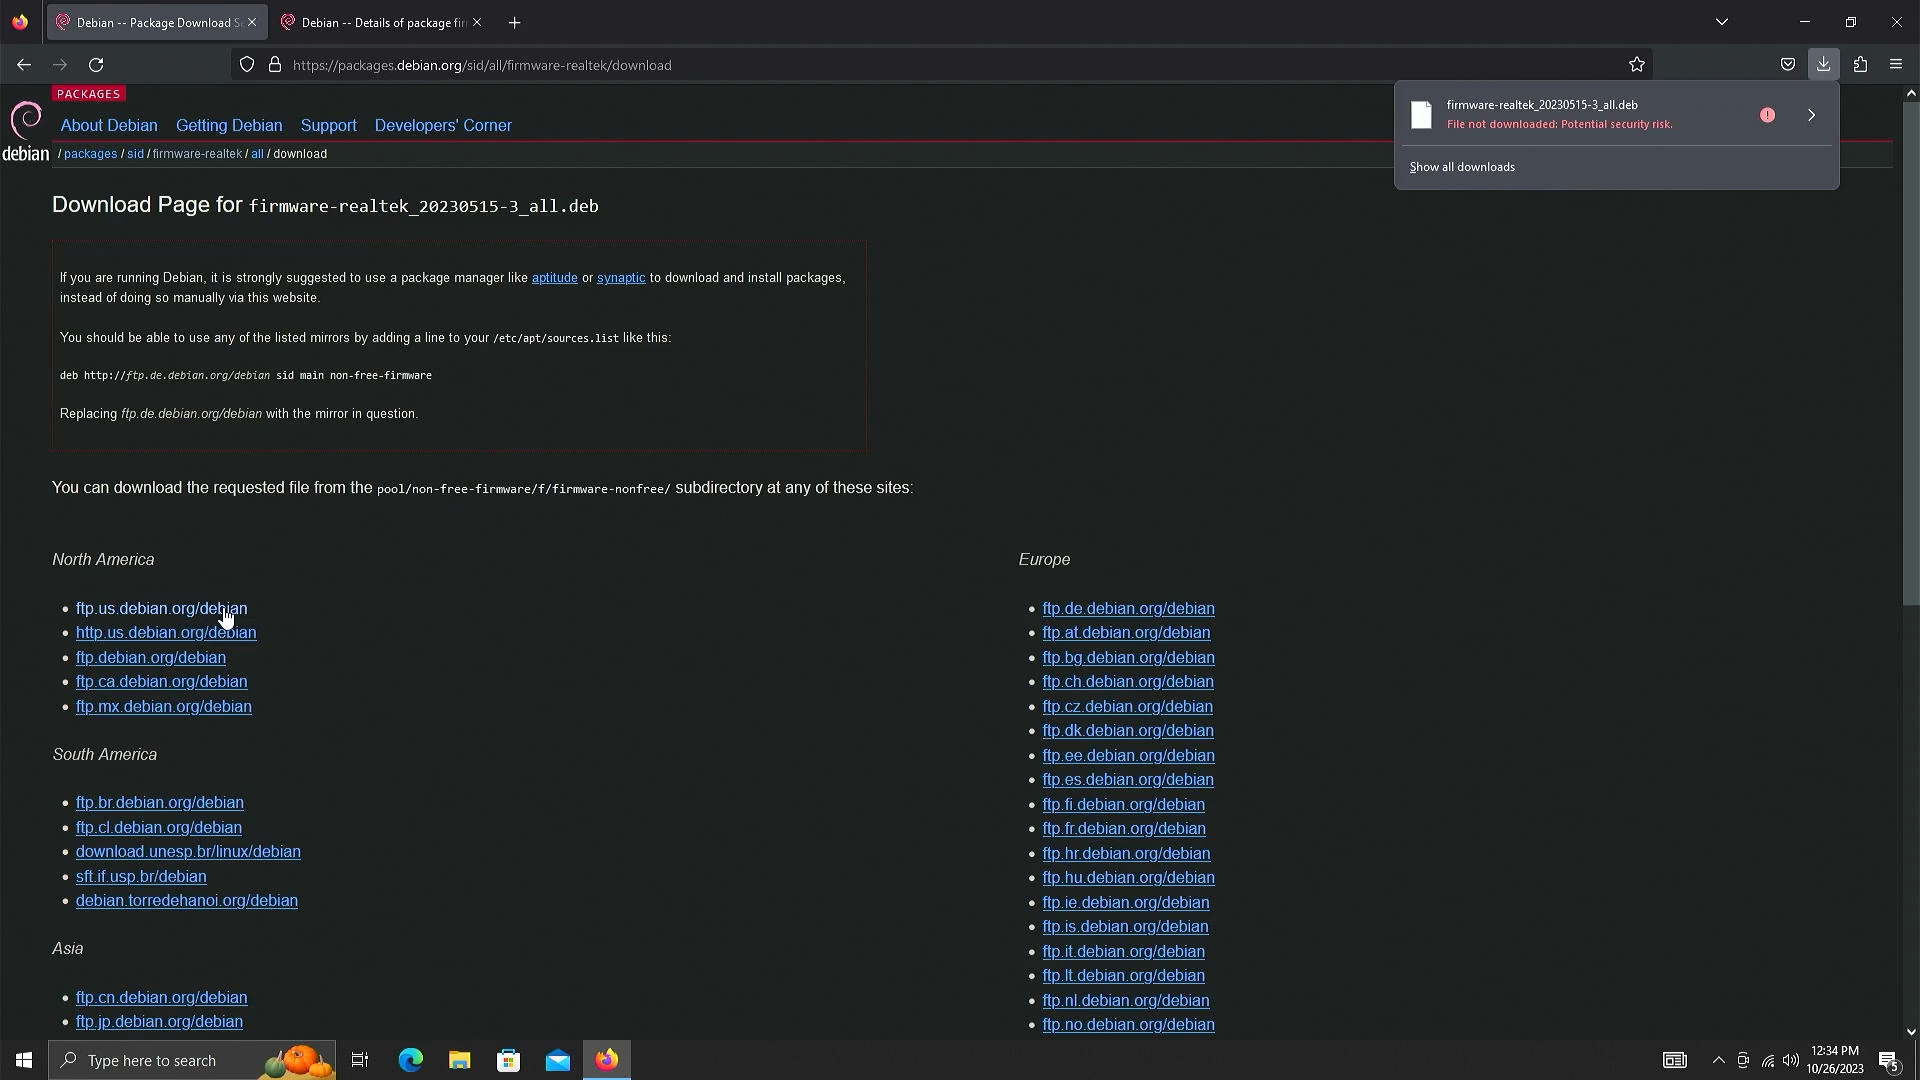 Debian -- Package Download S
Debian -- Details of package fir
https://packages.debian.org/sid/all/firmware-realtek/download
PACKAGES
About Debian
Getting Debian
Support
Developers' Corner
debian
/ packages / sid / firmware-realtek / all / download
firmware-realtek_20230515-3_all.deb
File not downloaded: Potential security risk.
Show all downloads
Download Page for firmware-realtek_20230515-3_all.deb
If you are running Debian, it is strongly suggested to use a package manager like aptitude or synaptic to download and install packages,
instead of doing so manually via this website.
You should be able to use any of the listed mirrors by adding a line to your /etc/apt/sources.list like this:
deb http://ftp.de.debian.org/debian sid main non-free-firmware
Replacing ftp.de.debian.org/debian with the mirror in question.
You can download the requested file from the pool/non-free-firmware/f/firmware-nonfree/ subdirectory at any of these sites:
North America
ftp.us.debian.org/debian
http.us.debian.org/debian
ftp.debian.org/debian
ftp.ca.debian.org/debian
ftp.mx.debian.org/debian
South America
ftp.br.debian.org/debian
ftp.cl.debian.org/debian
download.unesp.br/linux/debian
sft.if.usp.br/debian
debian.torredehanoi.org/debian
Asia
ftp.cn.debian.org/debian
ftp.jp.debian.org/debian
Europe
ftp.de.debian.org/debian
ftp.at.debian.org/debian
ftp.bg.debian.org/debian
ftp.ch.debian.org/debian
ftp.cz.debian.org/debian
ftp.dk.debian.org/debian
ftp.ee.debian.org/debian
ftp.es.debian.org/debian
ftp.fi.debian.org/debian
ftp.fr.debian.org/debian
ftp.hr.debian.org/debian
ftp.hu.debian.org/debian
ftp.ie.debian.org/debian
ftp.is.debian.org/debian
ftp.it.debian.org/debian
ftp.lt.debian.org/debian
ftp.nl.debian.org/debian
ftp.no.debian.org/debian
Type here to search
12:34 PM
10/26/2023
5